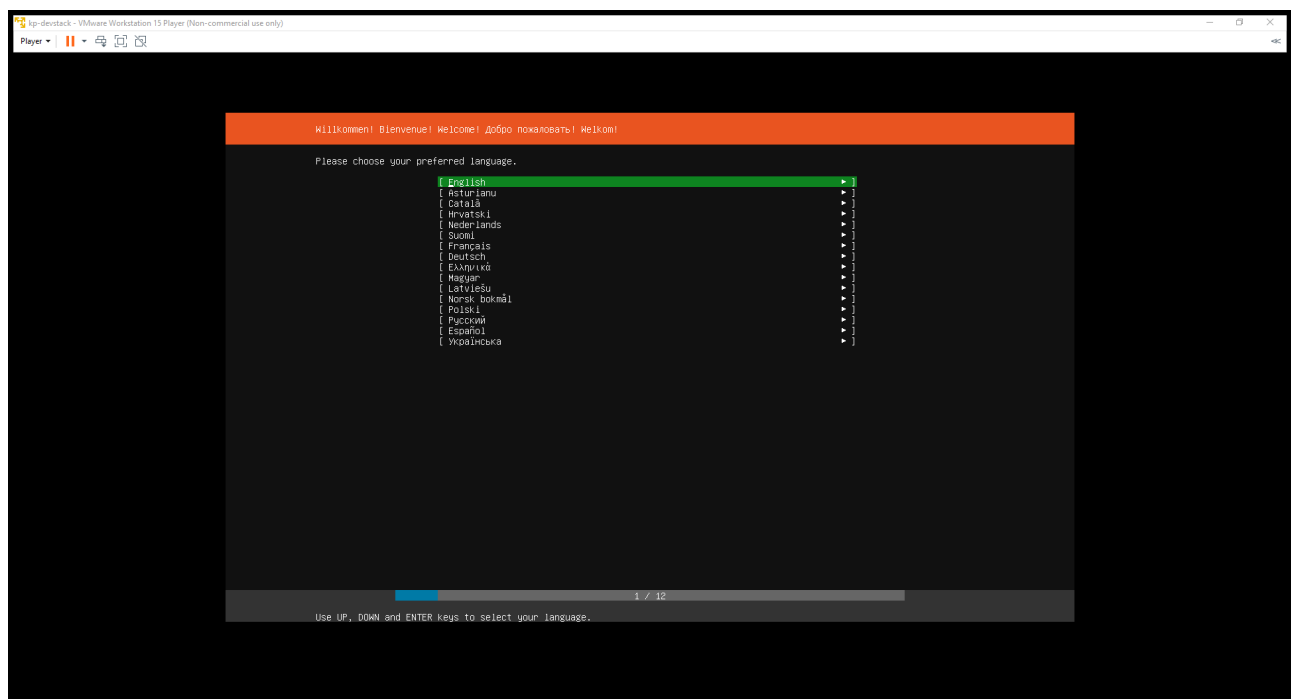 kp-devstack - VMware Workstation 15 Player (Non-commercial use only)
Player
Willkommen! Bienvenue! Welcome! Добро пожаловать! Welkom!
Please choose your preferred language.
[ English ► ]
[ Asturianu ► ]
[ Català ► ]
[ Hrvatski ► ]
[ Nederlands ► ]
[ Suomi ► ]
[ Français ► ]
[ Deutsch ► ]
[ Ελληνικά ► ]
[ Magyar ► ]
[ Latviešu ► ]
[ Norsk bokmål ► ]
[ Polski ► ]
[ Русский ► ]
[ Español ► ]
[ Українська ► ]
1 / 12
Use UP, DOWN and ENTER keys to select your language.